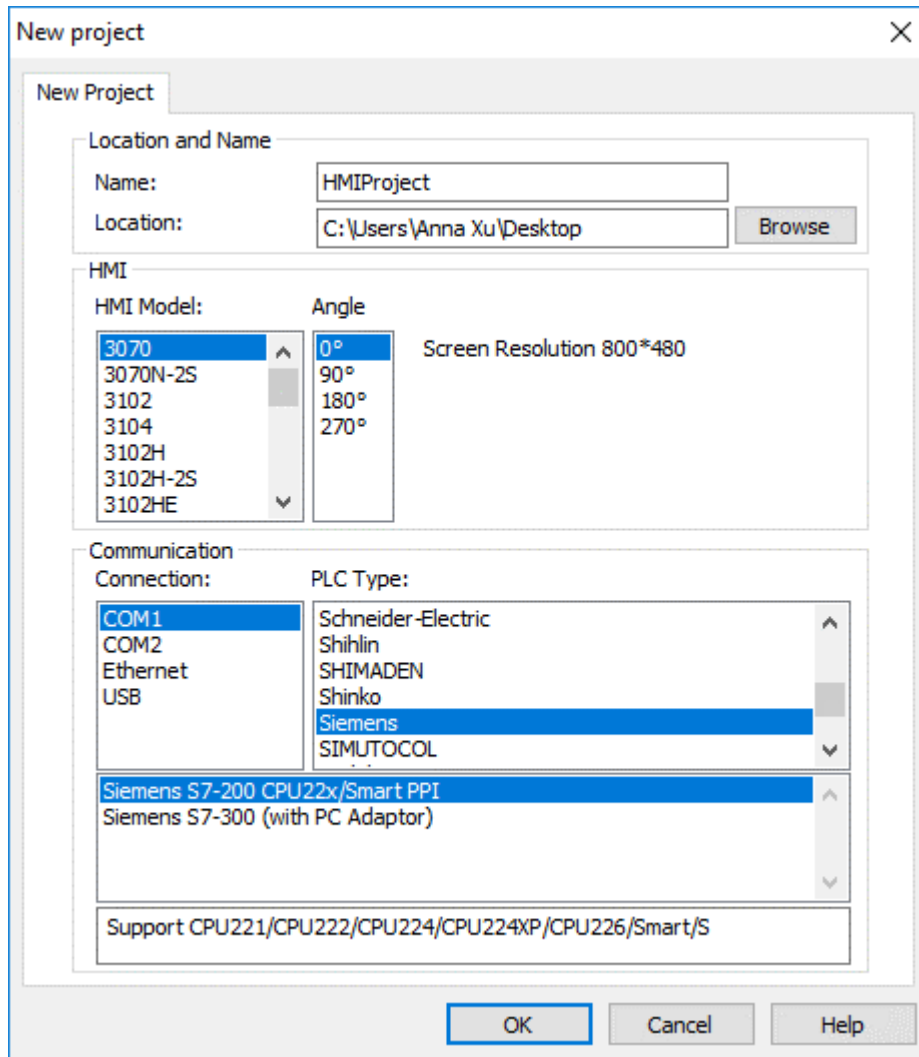 New project
New Project
Location and Name
Name: HMIProject
Location: C:\Users\Anna Xu\Desktop Browse
HMI
HMI Model: Angle
3070 0° Screen Resolution 800*480
3070N-2S 90°
3102 180°
3104 270°
3102H
3102H-2S
3102HE
Communication
Connection: PLC Type:
COM1 Schneider-Electric
COM2 Shihlin
Ethernet SHIMADEN
USB Shinko
Siemens
SIMUTOCOL
Siemens S7-200 CPU22x/Smart PPI
Siemens S7-300 (with PC Adaptor)
Support CPU221/CPU222/CPU224/CPU224XP/CPU226/Smart/S
OK Cancel Help